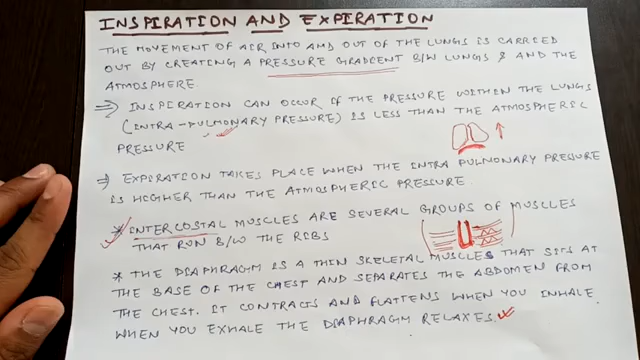 INSPIRATION AND EXPIRATION
THE MOVEMENT OF AIR INTO AND OUT OF THE LUNGS IS CARRIED
OUT BY CREATING A PRESSURE GRADIENT B/W LUNGS & AND THE
ATMOSPHERE.
⇒ INSPIRATION CAN OCCUR IF THE PRESSURE WITHIN THE LUNGS
(INTRA-PULMONARY PRESSURE) IS LESS THAN THE ATMOSPHERIC
PRESSURE
⇒ EXPIRATION TAKES PLACE WHEN THE INTRA PULMONARY PRESSURE
IS HIGHER THAN THE ATMOSPHERIC PRESSURE.
* INTERCOSTAL MUSCLES ARE SEVERAL GROUPS OF MUSCLES
THAT RUN B/W THE RIBS
* THE DIAPHRAGM IS A THIN SKELETAL MUSCLES THAT SITS AT
THE BASE OF THE CHEST AND SEPARATES THE ABDOMEN FROM
THE CHEST. IT CONTRACTS AND FLATTENS WHEN YOU INHALE.
WHEN YOU EXHALE THE DIAPHRAGM RELAXES.